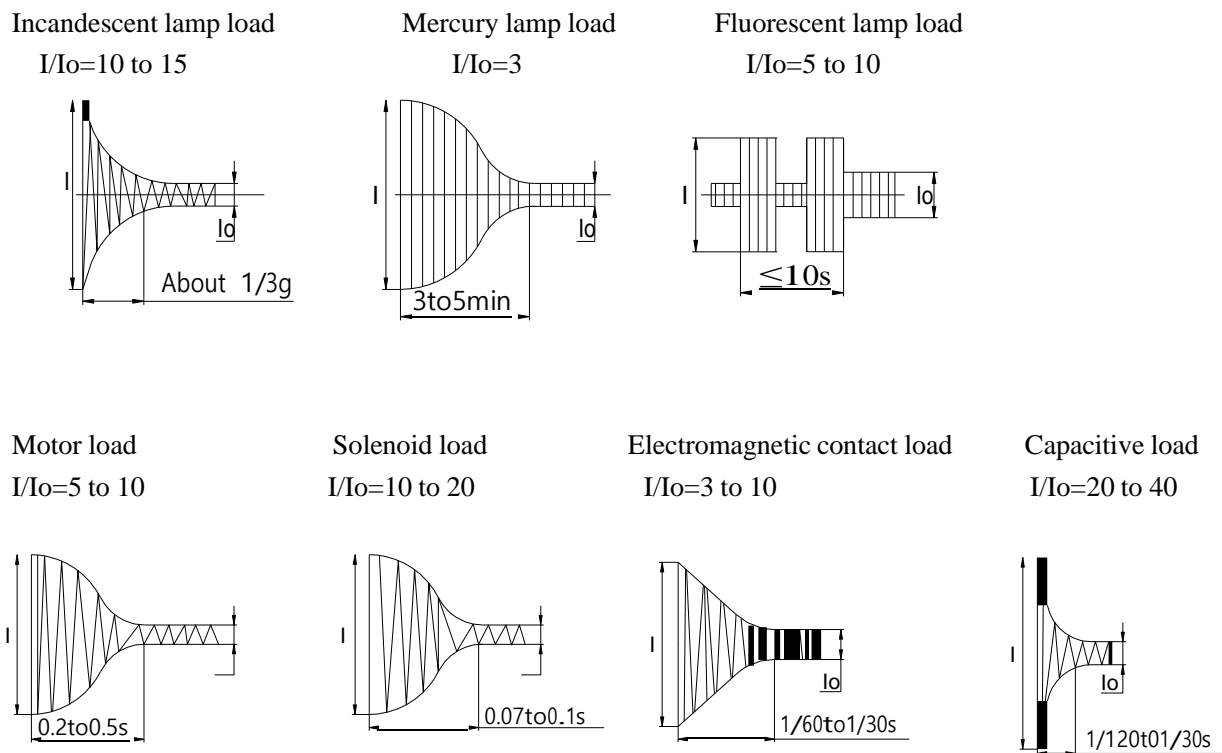 Incandescent lamp load
I/Io=10 to 15
Mercury lamp load
I/Io=3
Fluorescent lamp load
I/Io=5 to 10
I
Io
About 1/3g
I
Io
3to5min
I
Io
≤10s
Motor load
I/Io=5 to 10
Solenoid load
I/Io=10 to 20
Electromagnetic contact load
I/Io=3 to 10
Capacitive load
I/Io=20 to 40
I
0.2to0.5s
I
0.07to0.1s
I
Io
1/60to1/30s
I
Io
1/120t01/30s